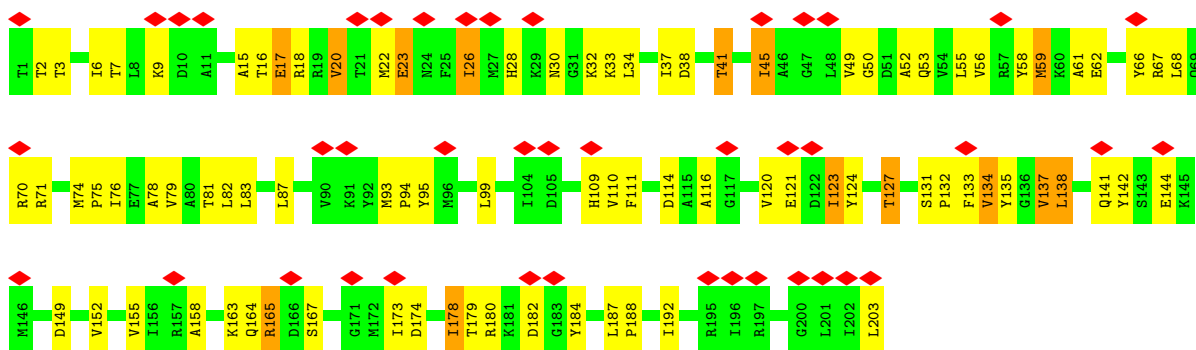 T1 T2 T3 I6 T7 L8 K9 D10 A11 A15 T16 E17 R18 R19 V20 T21 M22 E23 N24 F25 I26 M27 H28 K29 N30 G31 K32 K33 L34 I37 D38 T41 I45 A46 G47 L48 V49 G50 D51 A52 Q53 V54 L55 V56 R57 Y58 M59 K60 A61 E62 Y66 R67 L68
R70 R71 M74 P75 I76 E77 A78 V79 A80 T81 L82 L83 L87 V90 K91 Y92 M93 P94 Y95 M96 L99 I104 D105 H109 V110 F111 D114 A115 A116 G117 V120 E121 D122 I123 Y124 T127 S131 P132 F133 V134 Y135 G136 V137 L138 Q141 Y142 S143 E144 K145
M146 D149 V152 V155 I156 R157 A158 K163 Q164 R165 D166 S167 G171 M172 I173 D174 I178 T179 R180 K181 D182 G183 Y184 L187 P188 I192 R195 I196 R197 G200 L201 I202 L203